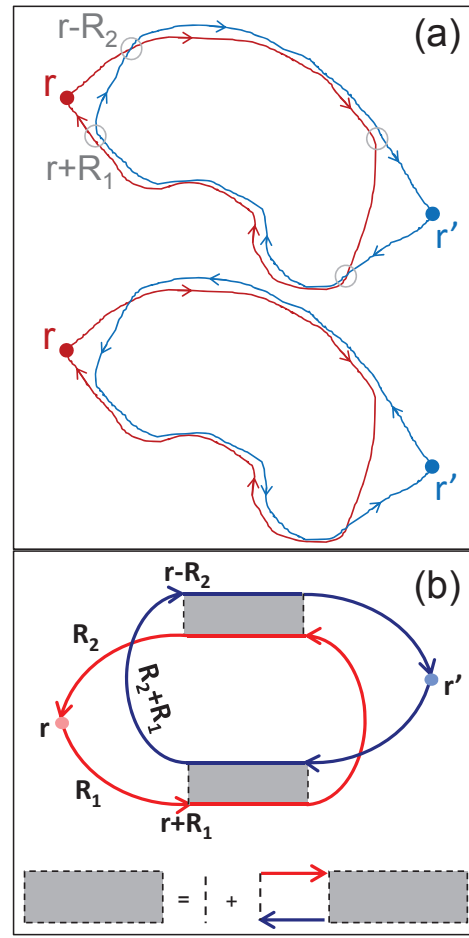 (a)
r-R₂
r
r+R₁
r'
r
r'
(b)
r-R₂
R₂
R₂+R₁
r'
r
R₁
r+R₁
= +